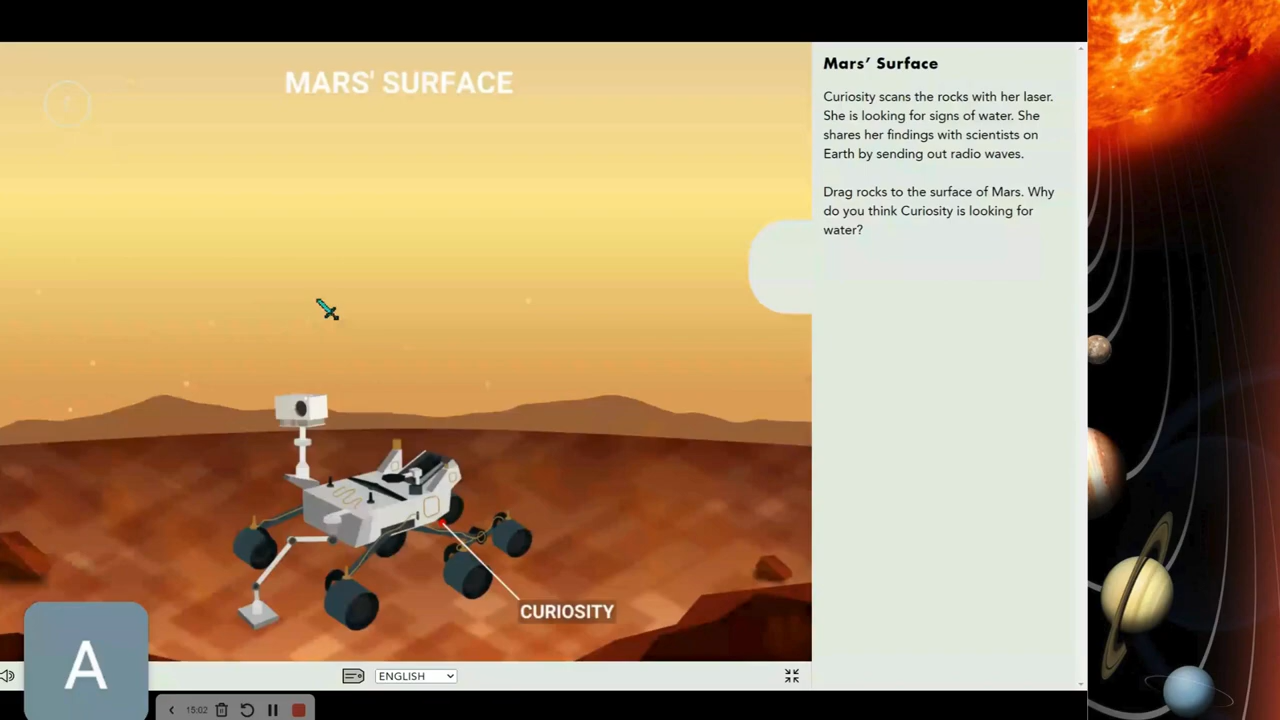 MARS' SURFACE
CURIOSITY
Mars’ Surface
Curiosity scans the rocks with her laser.
She is looking for signs of water. She
shares her findings with scientists on
Earth by sending out radio waves.
Drag rocks to the surface of Mars. Why
do you think Curiosity is looking for
water?
A
ENGLISH
15:02